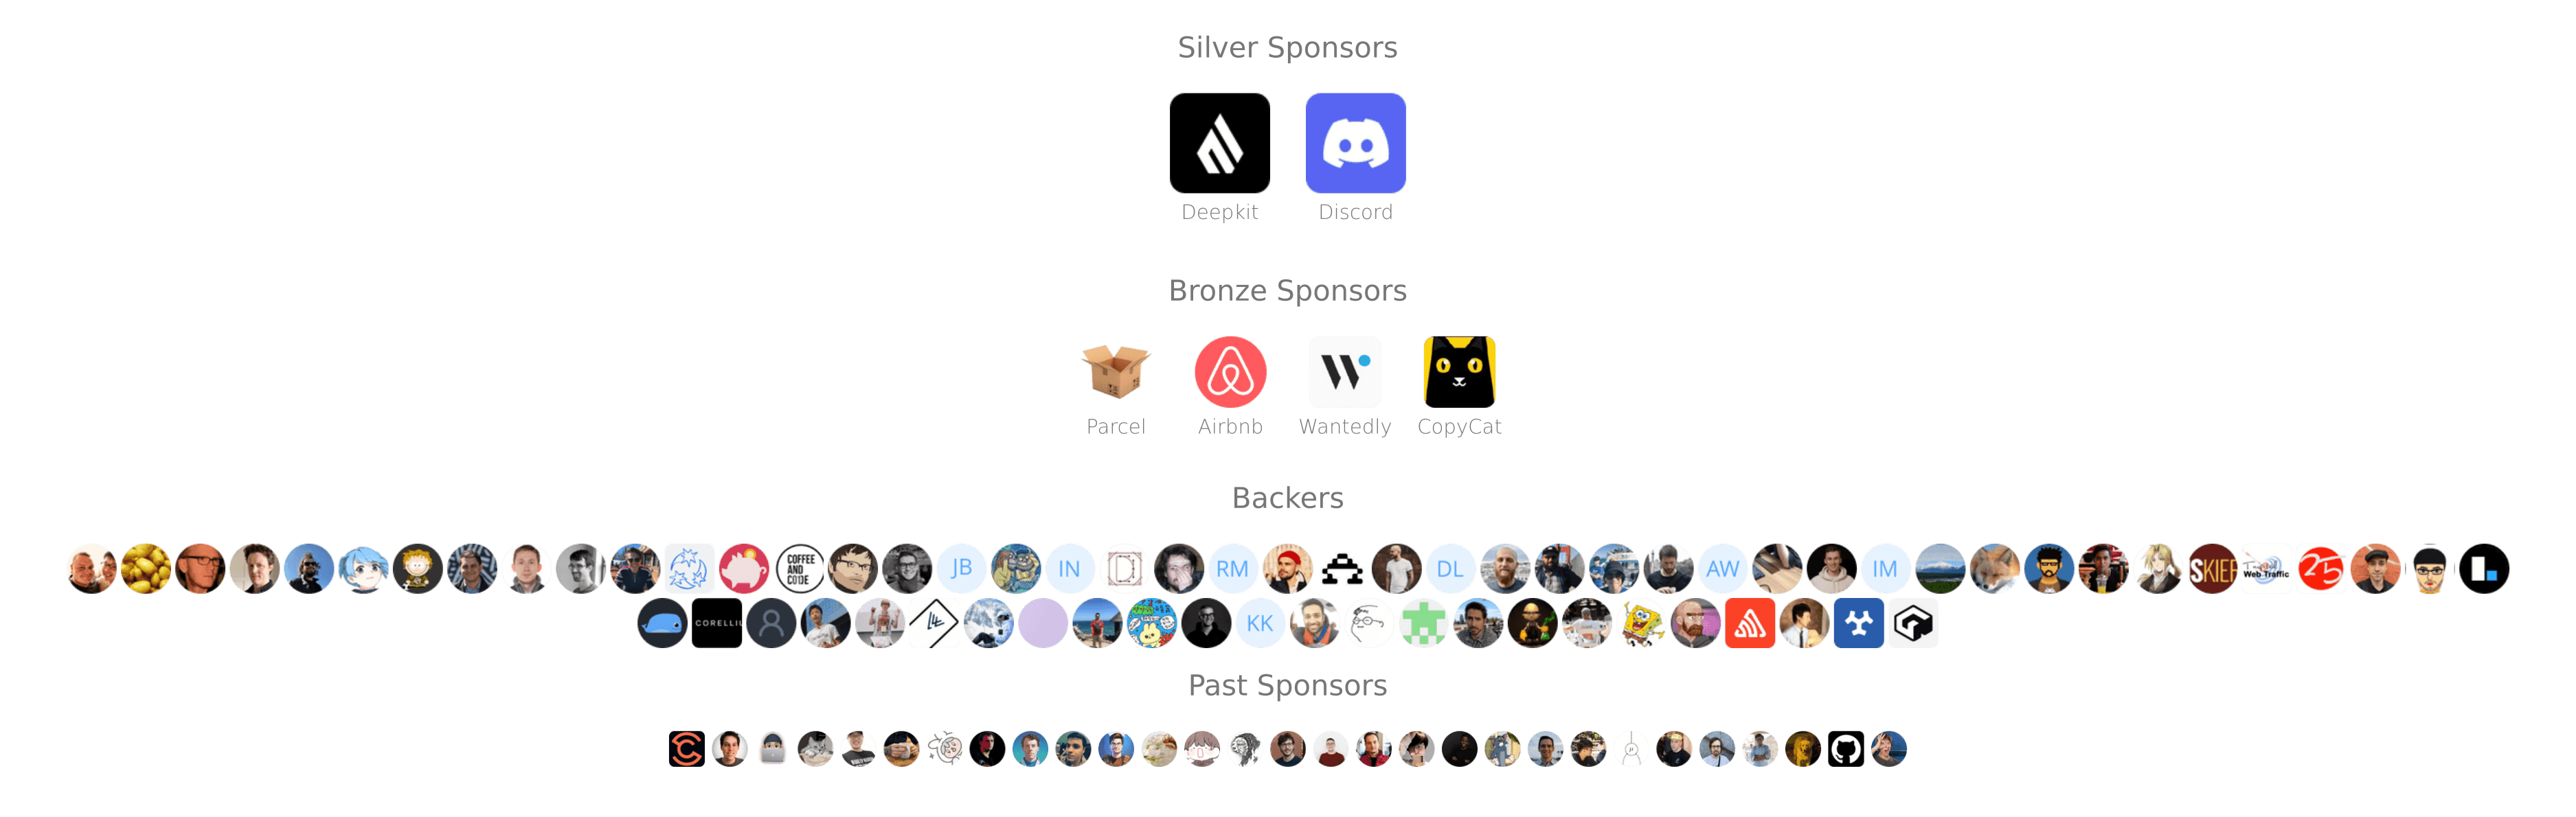 Silver Sponsors
Deepkit Discord
Bronze Sponsors
Parcel Airbnb Wantedly CopyCat
Backers
COFFEE AND CODE JB IN RM DL AW IM SKIEF Web Traffic 25
CORELLIU KK
Past Sponsors